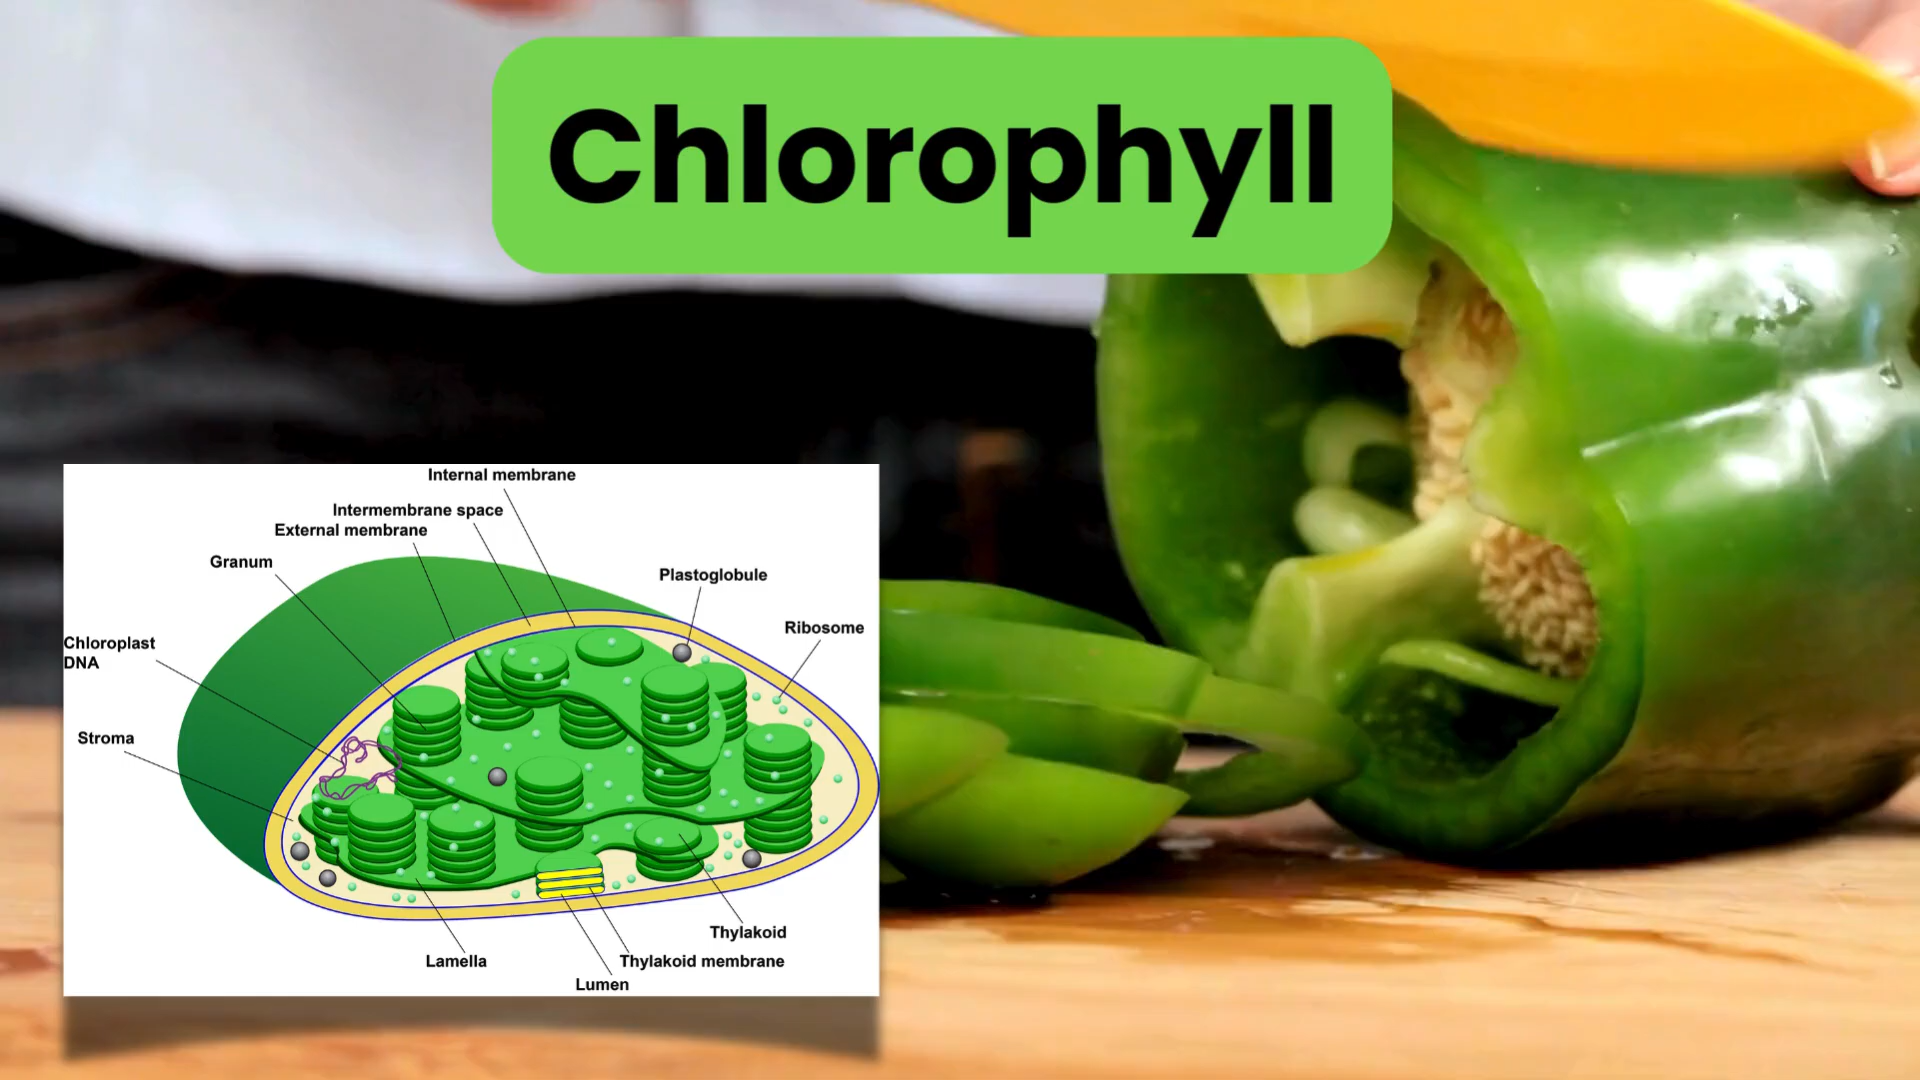 Chlorophyll
Internal membrane
Intermembrane space
External membrane
Granum
Plastoglobule
Ribosome
Chloroplast
DNA
Stroma
Thylakoid
Lamella
Thylakoid membrane
Lumen